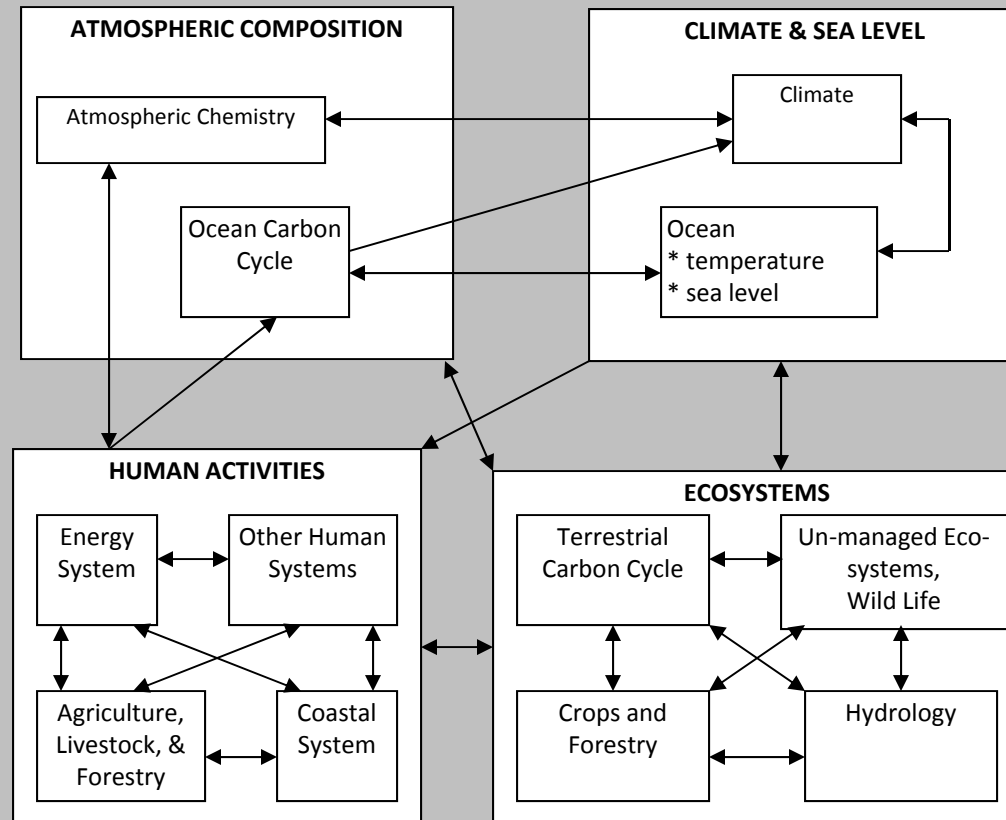 ATMOSPHERIC COMPOSITION
Atmospheric Chemistry
Ocean Carbon
Cycle
CLIMATE & SEA LEVEL
Climate
Ocean
* temperature
* sea level
HUMAN ACTIVITIES
Energy
System
Other Human
Systems
Agriculture,
Livestock, &
Forestry
Coastal
System
ECOSYSTEMS
Terrestrial
Carbon Cycle
Un-managed Eco-
systems,
Wild Life
Crops and
Forestry
Hydrology